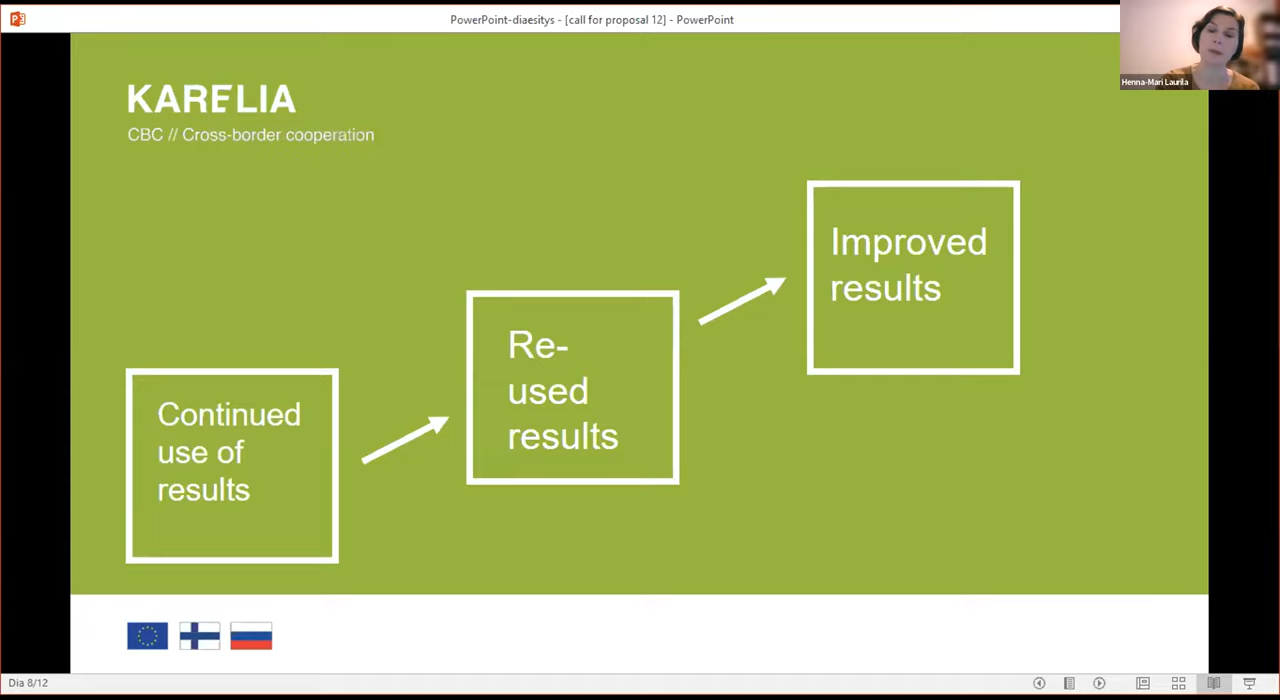 PowerPoint-diaesitys - [call for proposal 12] - PowerPoint
Henna-Mari Laurila
KARELIA
CBC // Cross-border cooperation
Improved
results
Re-
used
results
Continued
use of
results
Dia 8/12